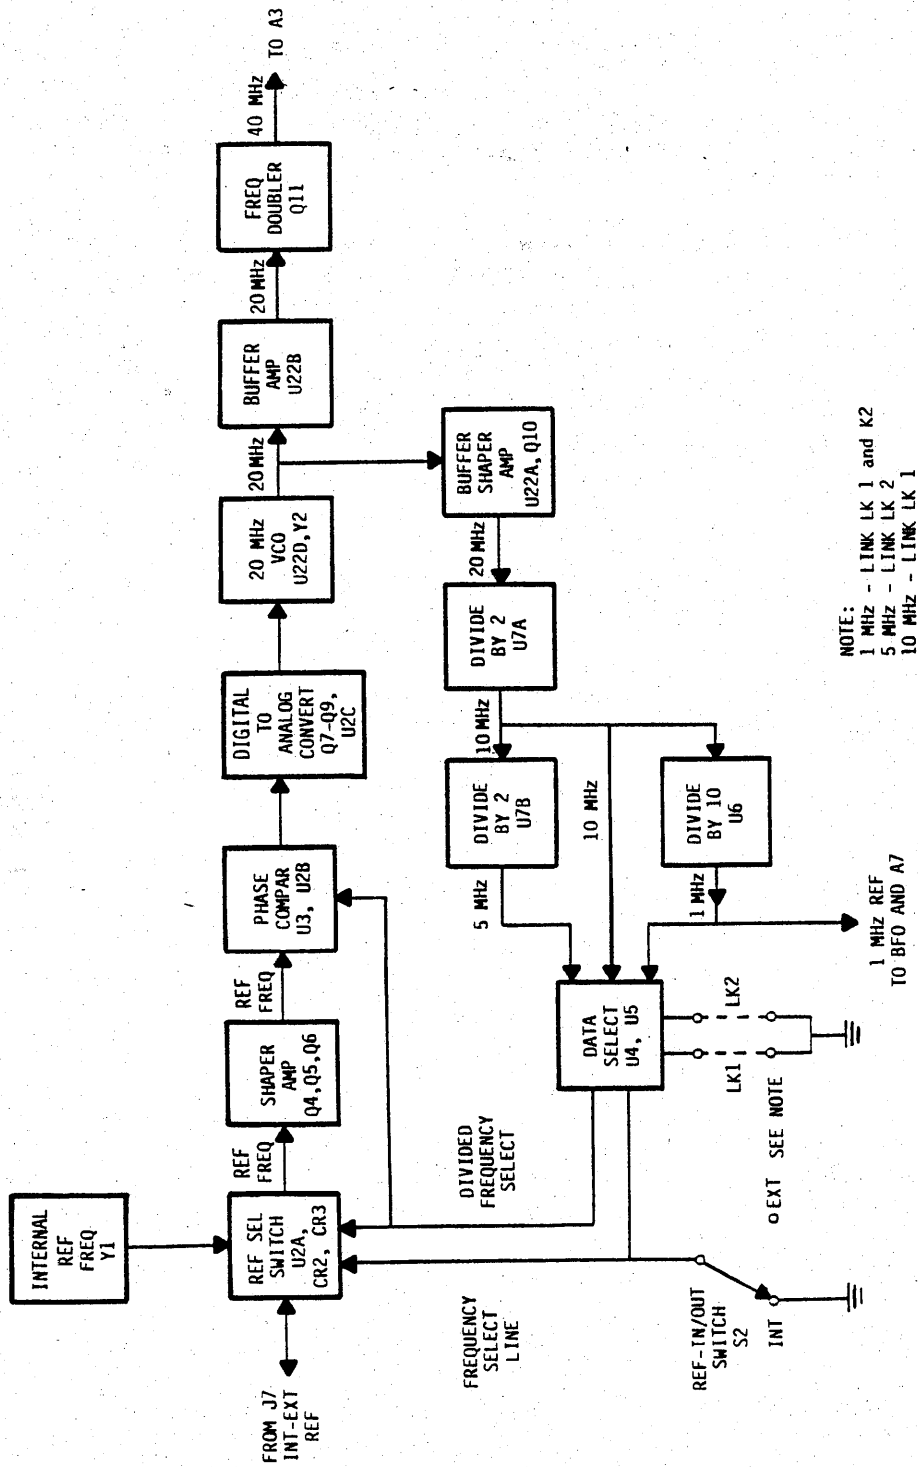 INTERNAL
REF
FREQ
Y1
FROM J7
INT-EXT
REF
REF SEL
SWITCH
U2A,
CR2, CR3
REF
FREQ
SHAPER
AMP
Q4,Q5,Q6
REF
FREQ
PHASE
COMPAR
U3, U2B
DIGITAL
TO
ANALOG
CONVERT
Q7-Q9,
U2C
20 MHz
VCO
U22D,Y2
20 MHz
BUFFER
AMP
U22B
20 MHz
FREQ
DOUBLER
Q11
40 MHz
TO A3
BUFFER
SHAPER
AMP
U22A,Q10
20 MHz
DIVIDE
BY 2
U7A
10 MHz
DIVIDE
BY 2
U7B
5 MHz
10 MHz
DIVIDE
BY 10
U6
1 MHz
1 MHz REF
TO BFO AND A7
DATA
SELECT
U4, U5
LK1
LK2
DIVIDED
FREQUENCY
SELECT
FREQUENCY
SELECT
LINE
REF-IN/OUT
SWITCH
S2
INT
EXT
SEE NOTE
NOTE:
1 MHz - LINK LK 1 and K2
5 MHz - LINK LK 2
10 MHz - LINK LK 1